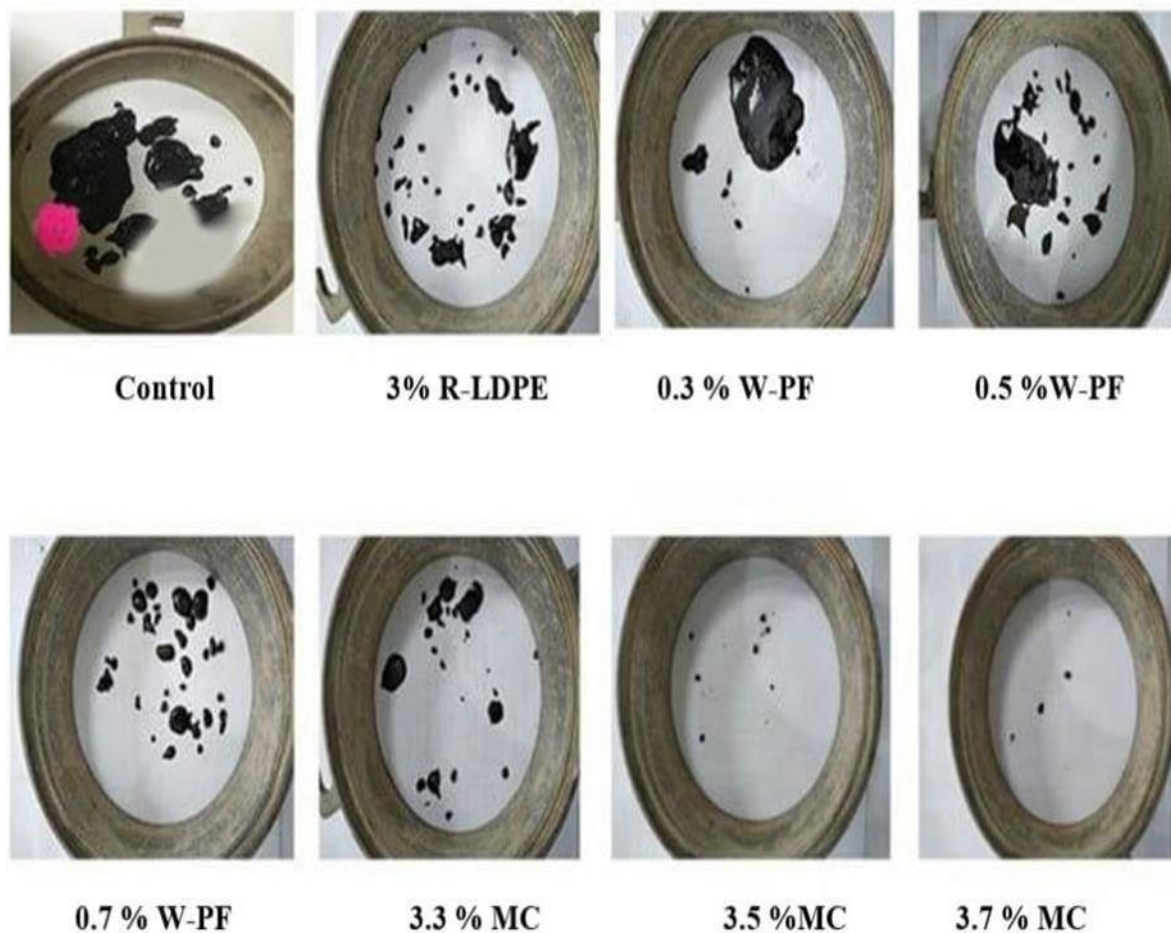 Control
3% R-LDPE
0.3 % W-PF
0.5 %W-PF
0.7 % W-PF
3.3 % MC
3.5 %MC
3.7 % MC